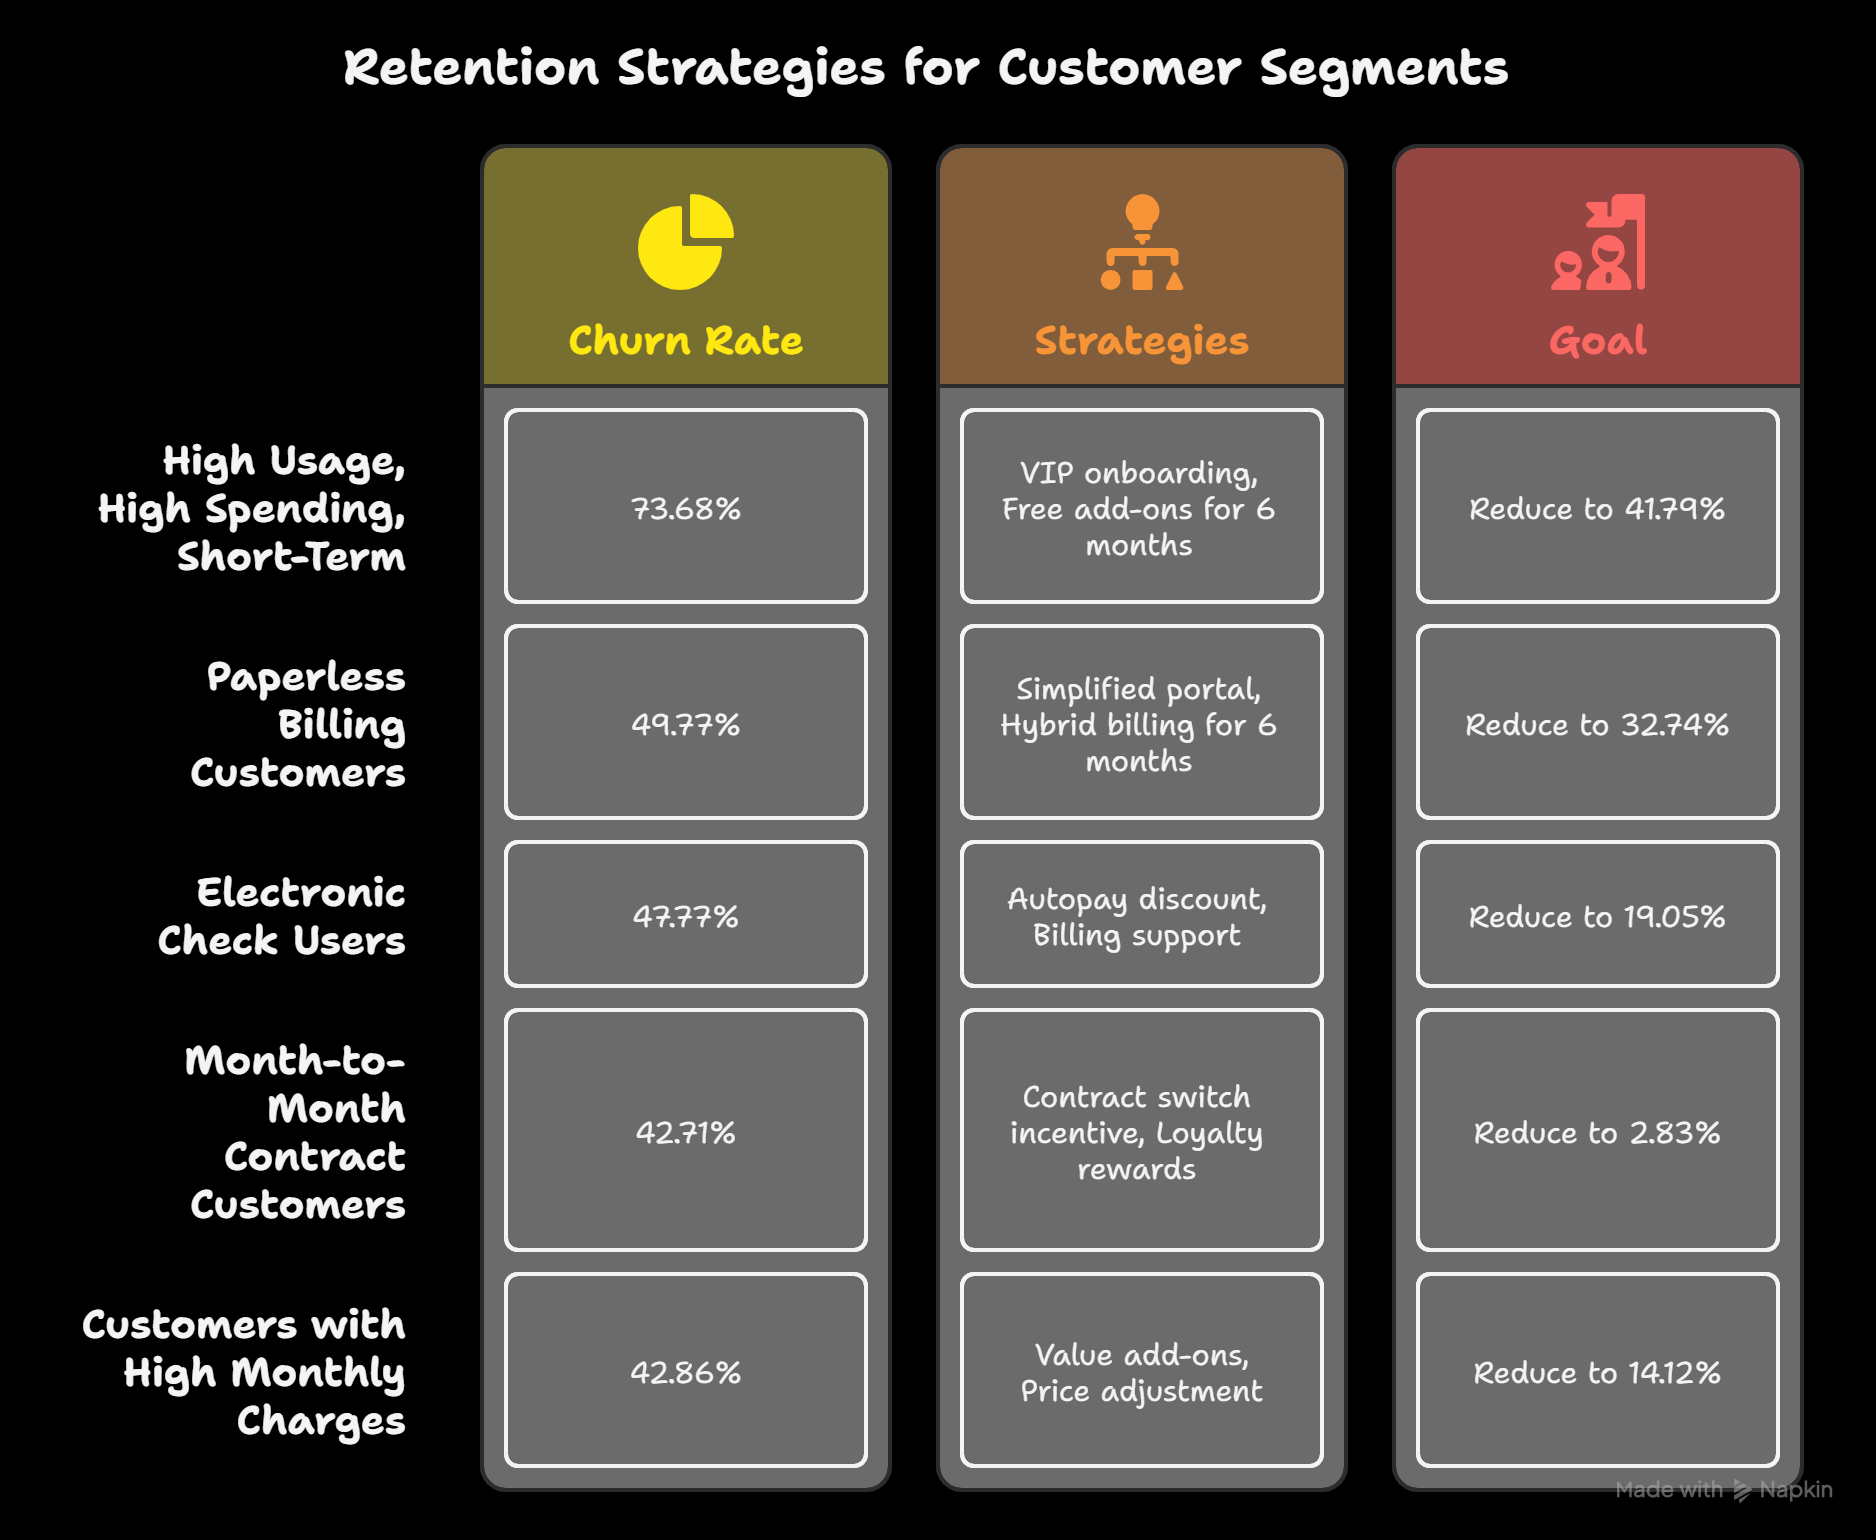 Retention Strategies for Customer Segments
Churn Rate
Strategies
Goal
High Usage,
High Spending,
Short-Term
73.68%
VIP onboarding,
Free add-ons for 6
months
Reduce to 41.79%
Paperless
Billing
Customers
49.77%
Simplified portal,
Hybrid billing for 6
months
Reduce to 32.74%
Electronic
Check Users
47.77%
Autopay discount,
Billing support
Reduce to 19.05%
Month-to-
Month
Contract
Customers
42.71%
Contract switch
incentive, Loyalty
rewards
Reduce to 2.83%
Customers with
High Monthly
Charges
42.86%
Value add-ons,
Price adjustment
Reduce to 14.12%
Made with Napkin